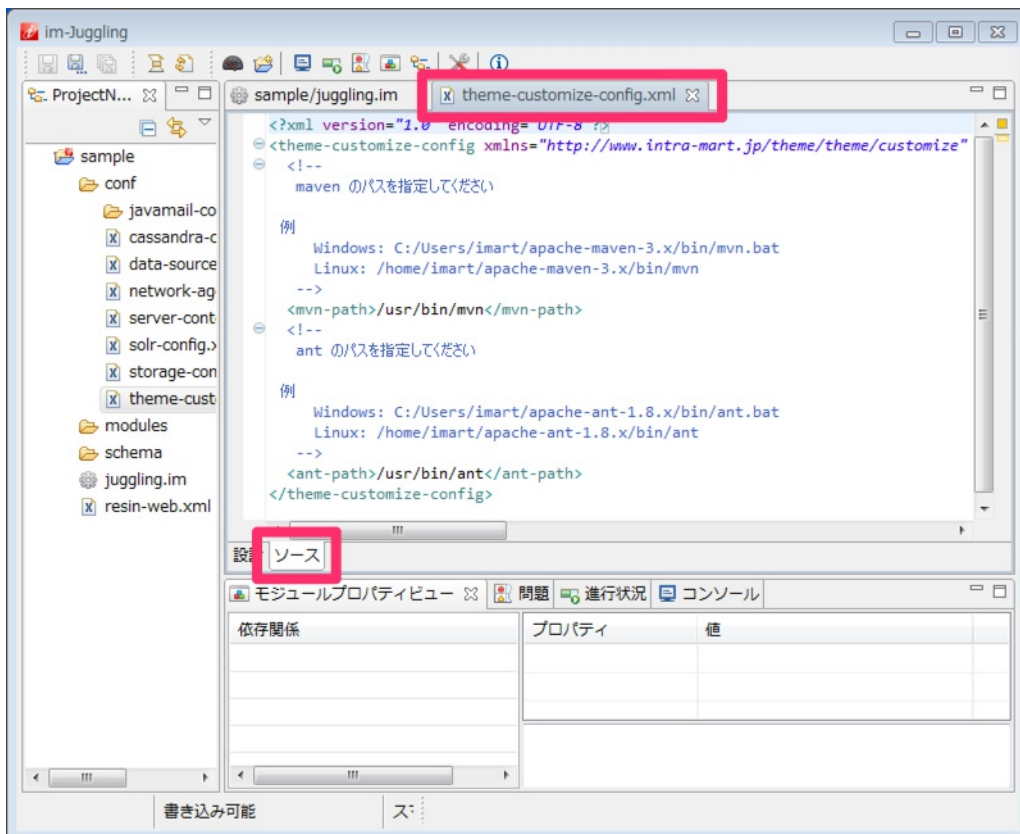 im-Juggling
ProjectN...
sample
conf
javamail-co
cassandra-c
data-source
network-ag
server-cont
solr-config.x
storage-con
theme-cust
modules
schema
juggling.im
resin-web.xml
sample/juggling.im
theme-customize-config.xml
<?xml version="1.0" encoding="UTF-8"?>
<theme-customize-config xmlns="http://www.intra-mart.jp/theme/theme/customize"
<!--
maven のパスを指定してください
例
Windows: C:/Users/imart/apache-maven-3.x/bin/mvn.bat
Linux: /home/imart/apache-maven-3.x/bin/mvn
-->
<mvn-path>/usr/bin/mvn</mvn-path>
<!--
ant のパスを指定してください
例
Windows: C:/Users/imart/apache-ant-1.8.x/bin/ant.bat
Linux: /home/imart/apache-ant-1.8.x/bin/ant
-->
<ant-path>/usr/bin/ant</ant-path>
</theme-customize-config>
ソース
モジュールプロパティビュー 問題 進行状況 コンソール
依存関係 プロパティ 値
書き込み可能